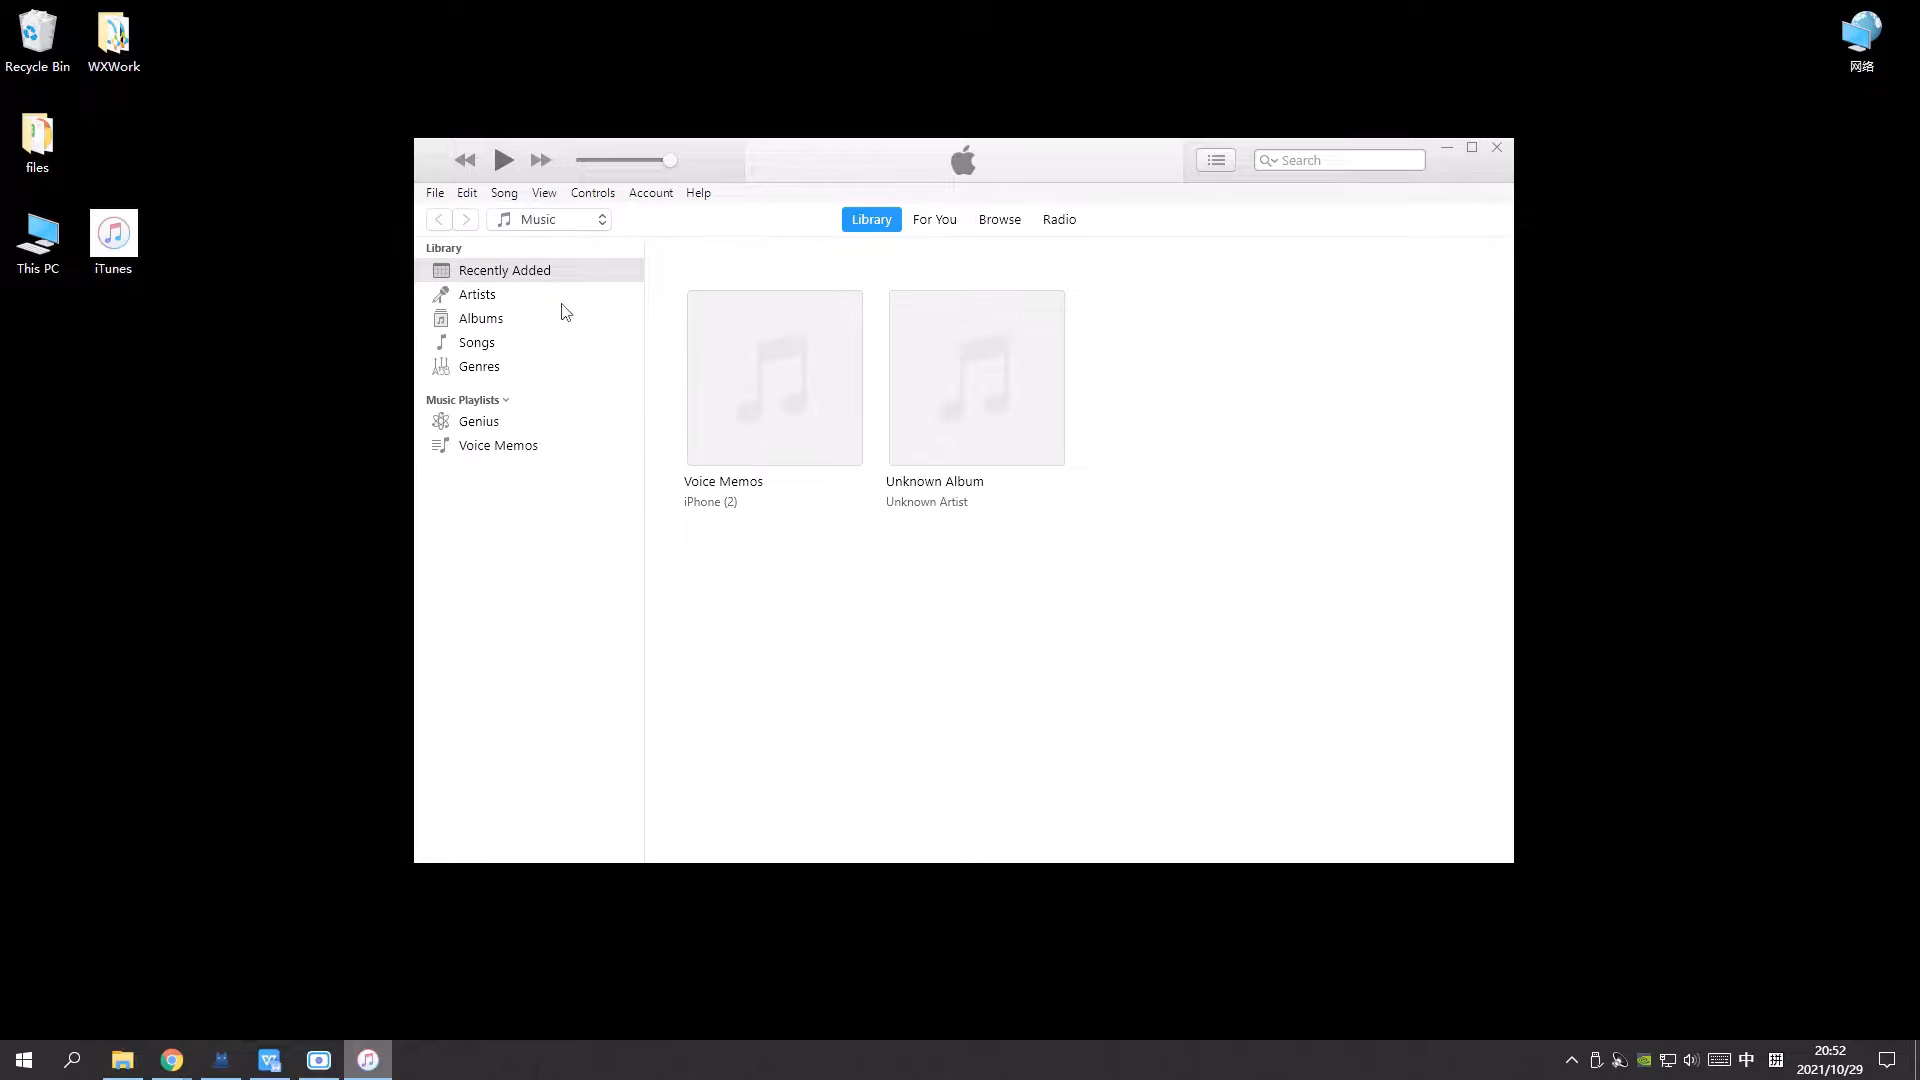 Recycle Bin
WXWork
网络
files
This PC
iTunes
Search
File Edit Song View Controls Account Help
Music
Library For You Browse Radio
Library
Recently Added
Artists
Albums
Songs
Genres
Music Playlists
Genius
Voice Memos
Voice Memos
iPhone (2)
Unknown Album
Unknown Artist
中
拼
20:52
2021/10/29